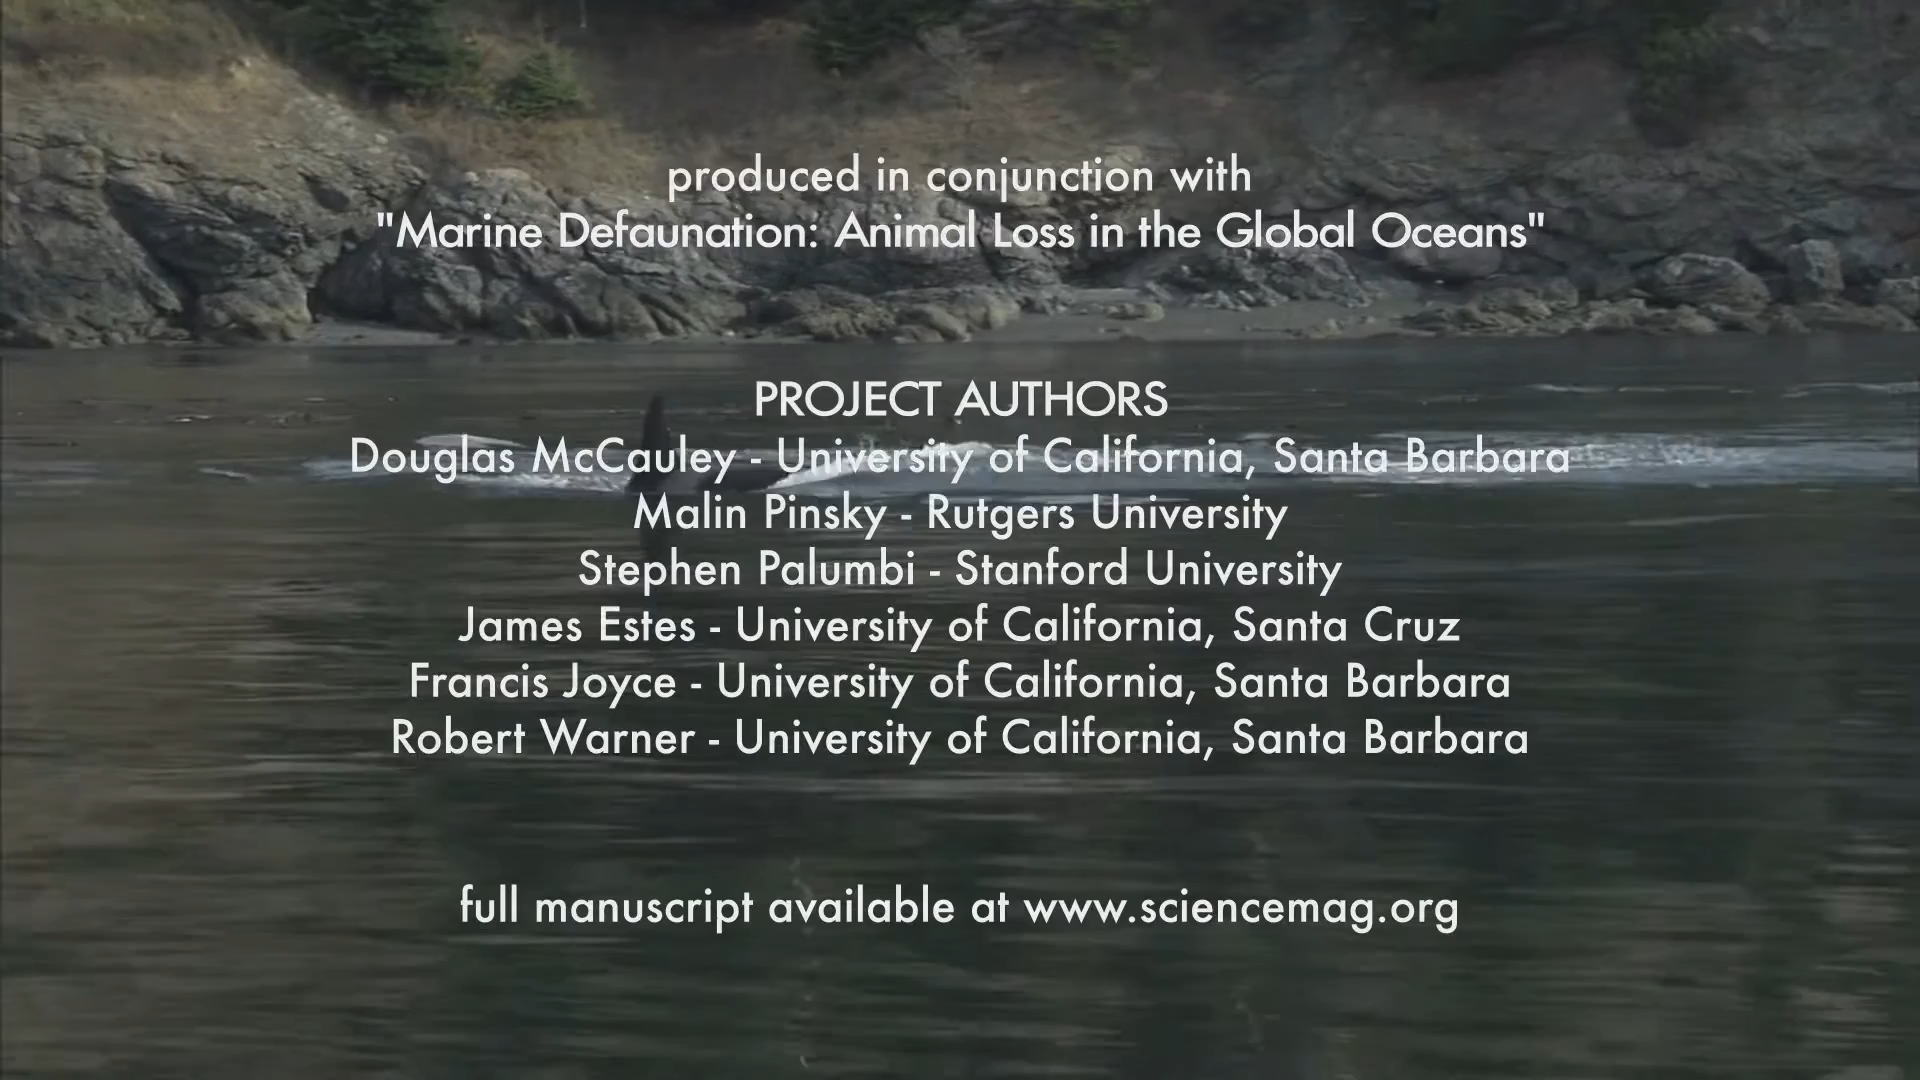 produced in conjunction with
"Marine Defaunation: Animal Loss in the Global Oceans"
PROJECT AUTHORS
Douglas McCauley - University of California, Santa Barbara
Malin Pinsky - Rutgers University
Stephen Palumbi - Stanford University
James Estes - University of California, Santa Cruz
Francis Joyce - University of California, Santa Barbara
Robert Warner - University of California, Santa Barbara
full manuscript available at www.sciencemag.org